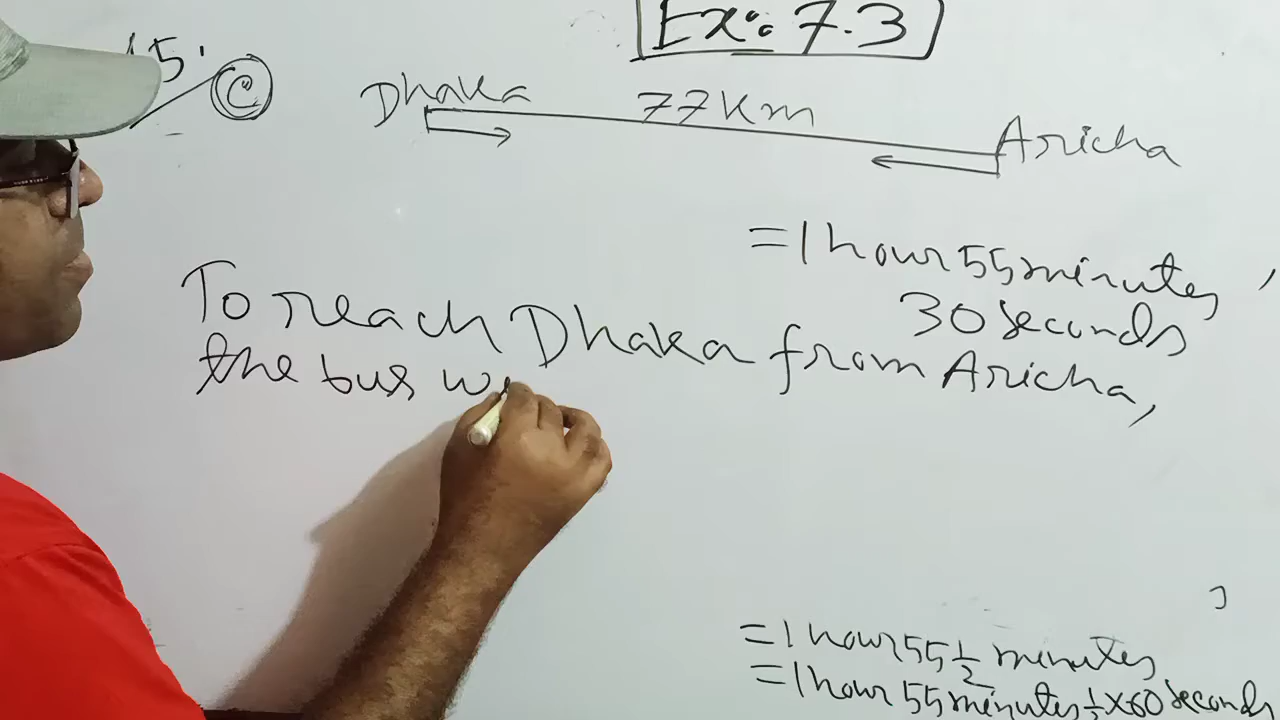 Ex: 7.3
15.
C
Dhaka 77 Km Aricha
= 1 hour 55 minutes,
30 seconds
To reach Dhaka from Aricha,
the bus w
= 1 hour 55 1/2 minutes
= 1 hour 55 minutes 1/2 × 60 seconds